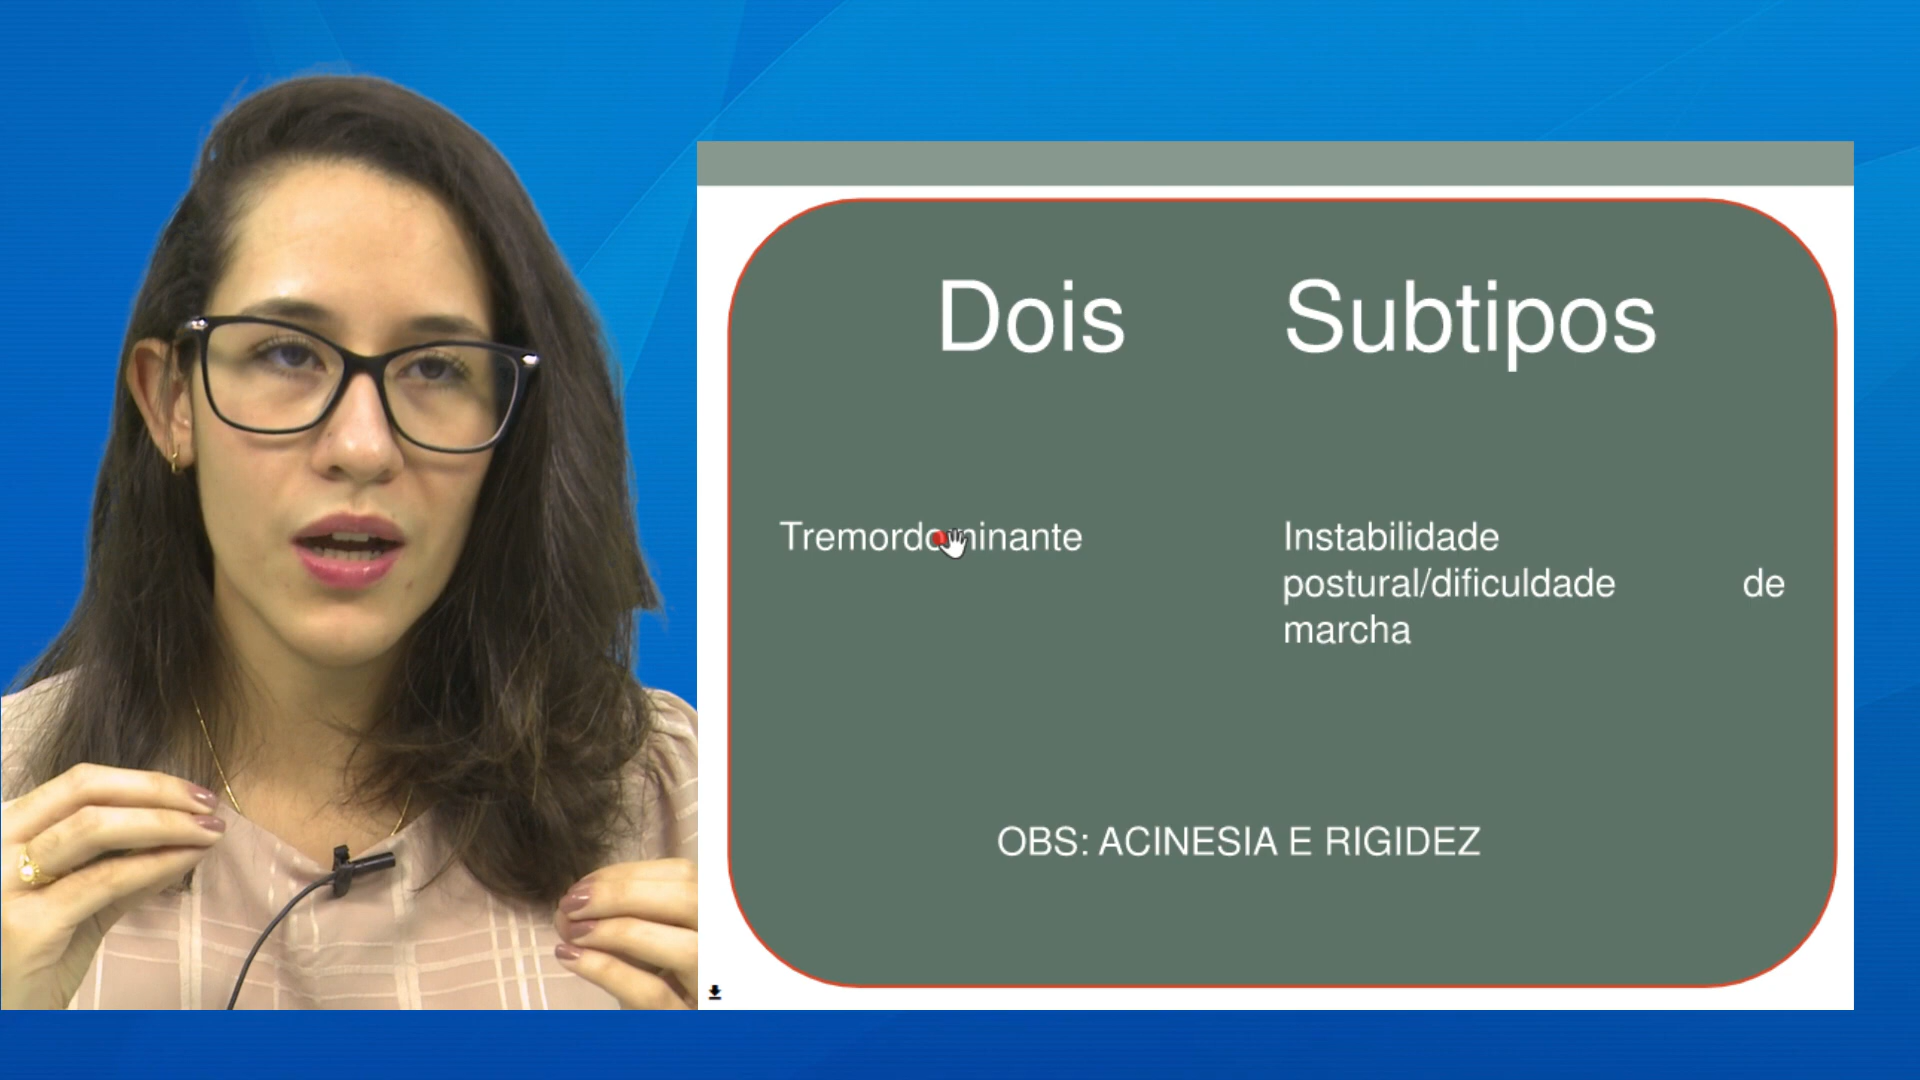 Dois Subtipos
Tremordominante
Instabilidade
postural/dificuldade de
marcha
OBS: ACINESIA E RIGIDEZ